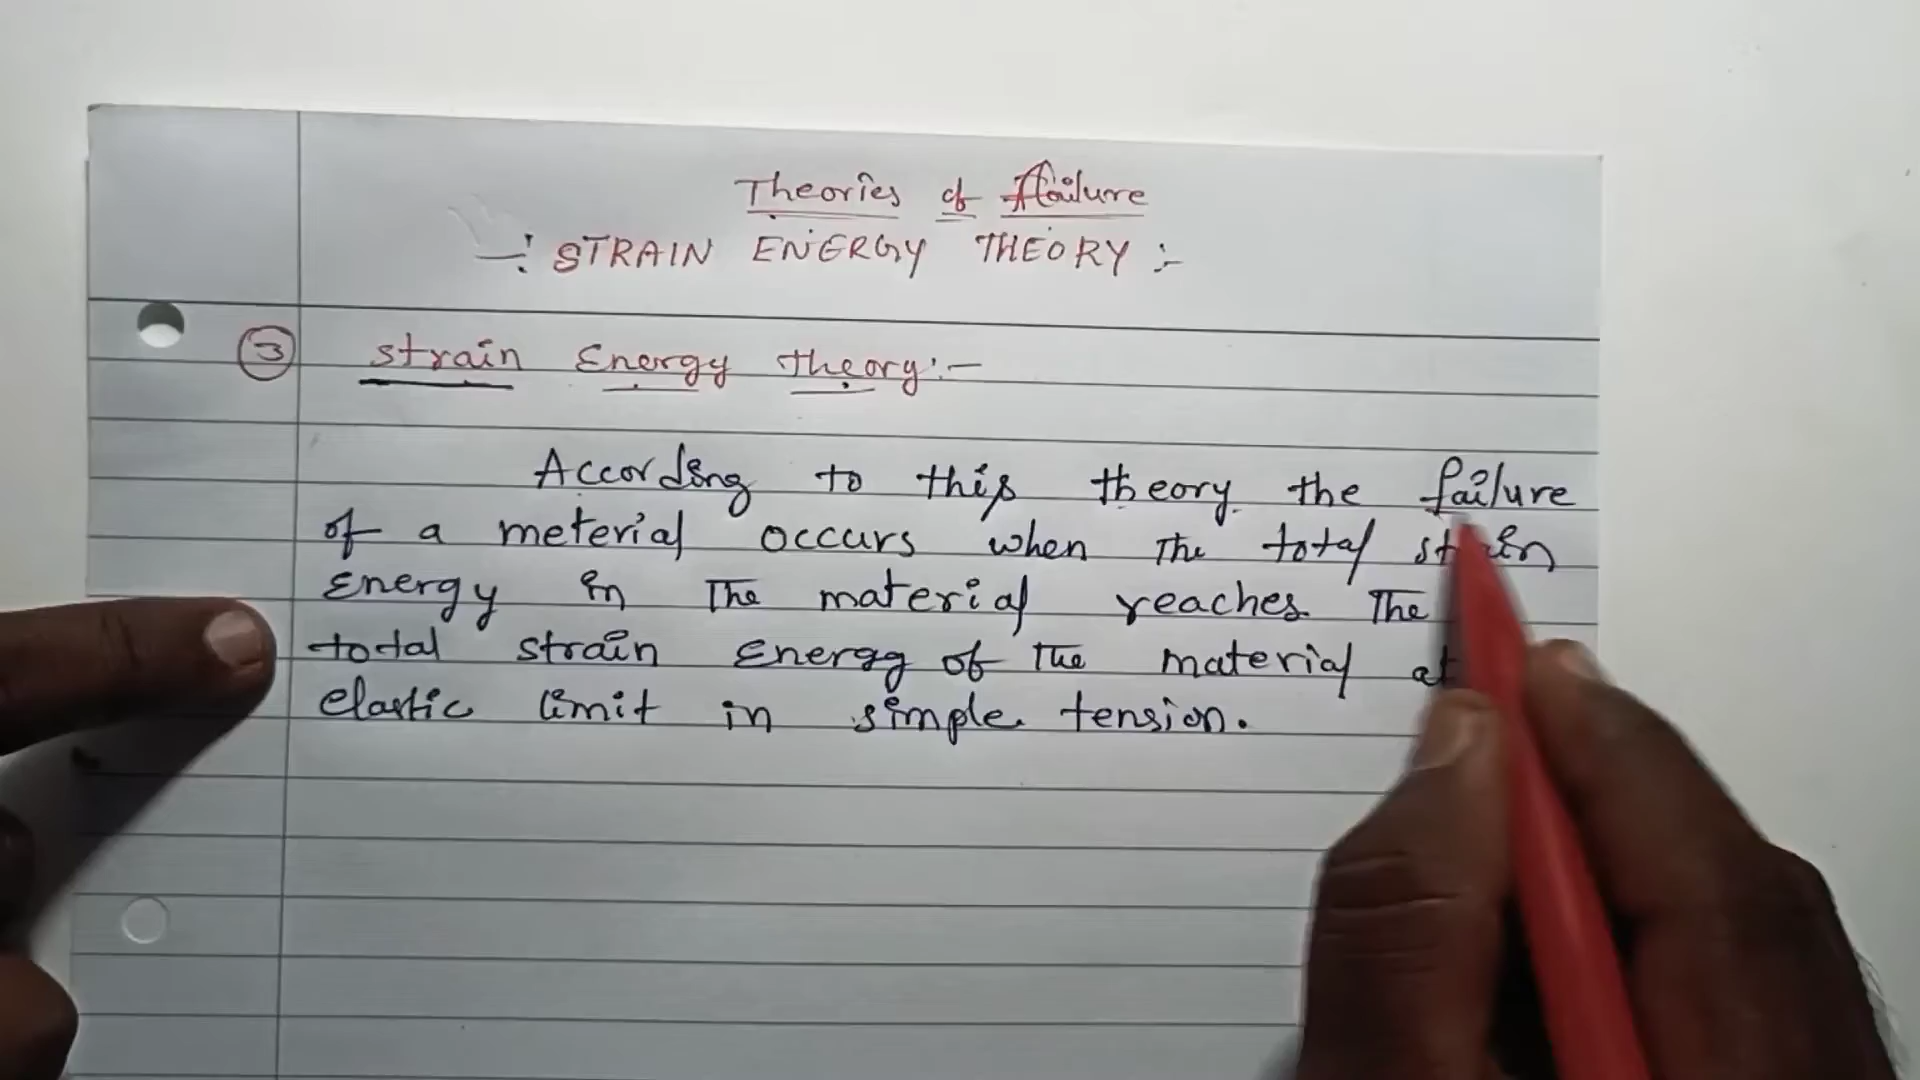 Theories of Failure
-: STRAIN ENERGY THEORY :-
3 Strain Energy theory:-
According to this theory the failure
of a meterial occurs when The total strain
Energy in The material reaches The
total strain Energy of The material at
elastic limit in simple tension.